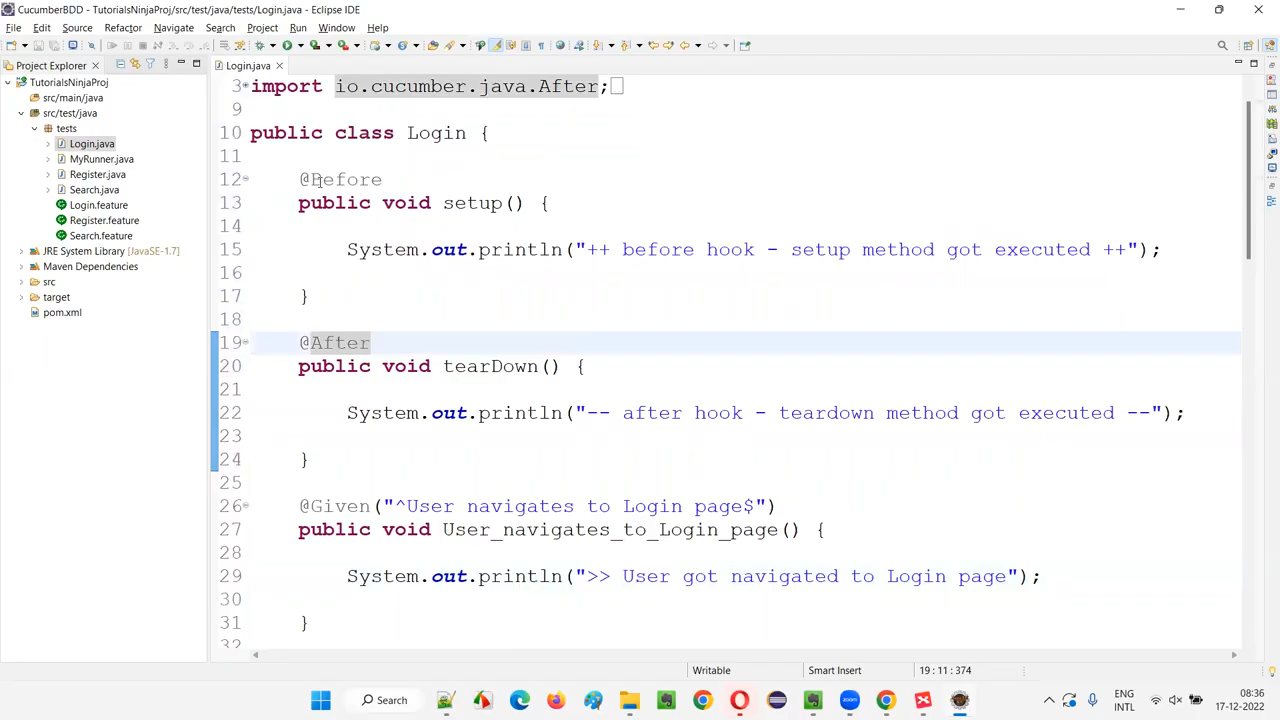 CucumberBDD - TutorialsNinjaProj/src/test/java/tests/Login.java - Eclipse IDE
File Edit Source Refactor Navigate Search Project Run Window Help
Project Explorer
Login.java
TutorialsNinjaProj
src/main/java
src/test/java
tests
Login.java
MyRunner.java
Register.java
Search.java
Login.feature
Register.feature
Search.feature
JRE System Library [JavaSE-1.7]
Maven Dependencies
src
target
pom.xml
3 import io.cucumber.java.After;
9
10 public class Login {
11
12 @Before
13 public void setup() {
14
15 System.out.println("++ before hook - setup method got executed ++");
16
17 }
18
19 @After
20 public void tearDown() {
21
22 System.out.println("-- after hook - teardown method got executed --");
23
24 }
25
26 @Given("^User navigates to Login page$")
27 public void User_navigates_to_Login_page() {
28
29 System.out.println(">> User got navigated to Login page");
30
31 }
32
Writable Smart Insert 19 : 11 : 374
Search
ENG
INTL
08:36
17-12-2022